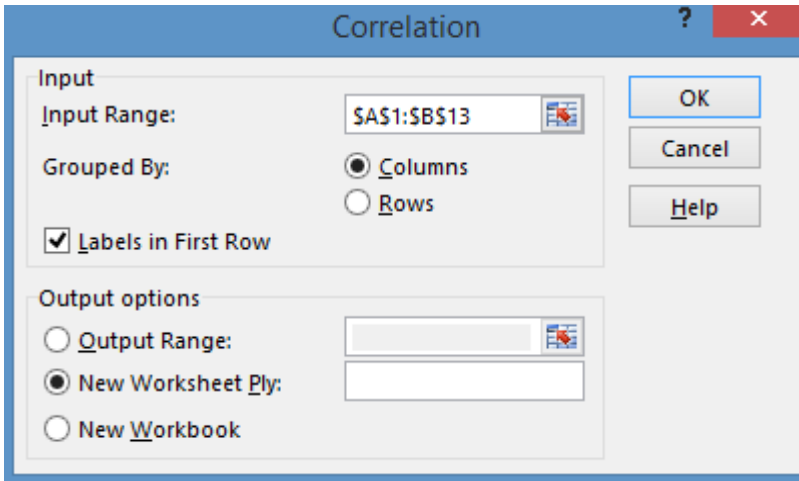 Correlation
?
×
Input
Input Range:
$A$1:$B$13
Grouped By:
Columns
Rows
Labels in First Row
OK
Cancel
Help
Output options
Output Range:
New Worksheet Ply:
New Workbook